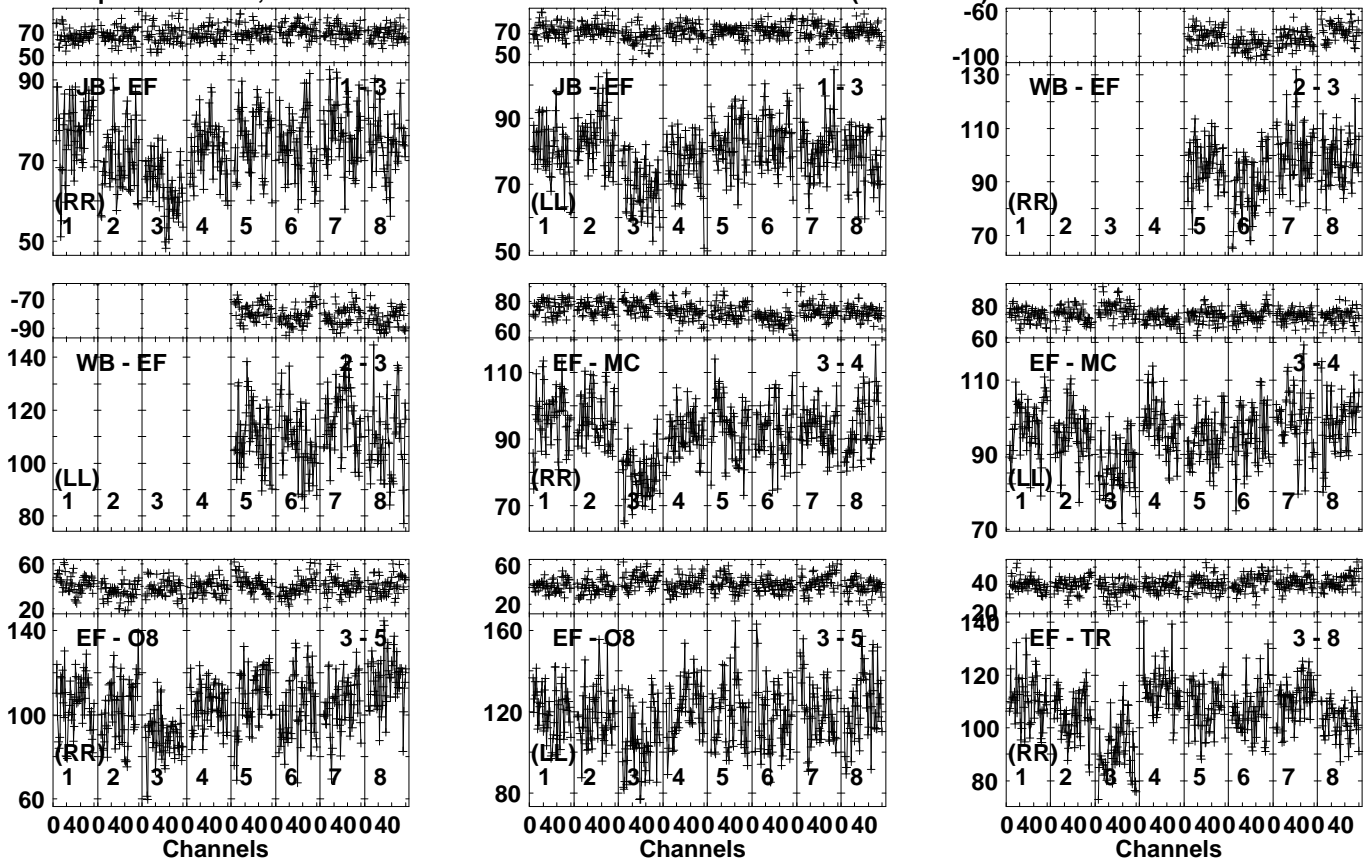 70 70 -60
50 50 -100
90 JB - EF 1 - 3 JB - EF 1 - 3 130 WB - EF 2 - 3
90 110
70 70 90
(RR) (LL) (RR)
1 2 3 4 5 6 7 8 1 2 3 4 5 6 7 8 1 2 3 4 5 6 7 8
50 50 70
-70 80 80
-90 60 60
140 WB - EF 2 - 3 EF - MC 3 - 4 EF - MC 3 - 4
120 110 110
100 90 90
(LL) (RR) (LL)
1 2 3 4 5 6 7 8 1 2 3 4 5 6 7 8 1 2 3 4 5 6 7 8
80 70 70
60 60 40
20 20 20
140 EF - O8 3 - 5 160 EF - O8 3 - 5 140 EF - TR 3 - 8
120 140 120
100 120 100
80 (RR) 100 (LL) (RR)
1 2 3 4 5 6 7 8 1 2 3 4 5 6 7 8 80 1 2 3 4 5 6 7 8
60 80
0 40 0 40 0 40 0 40 0 40 0 40 0 40 0 40 0 40 0 40 0 40 0 40 0 40 0 40 0 40 0 40 0 40 0 40 0 40 0 40 0 40 0 40 0 40 0 40
Channels Channels Channels